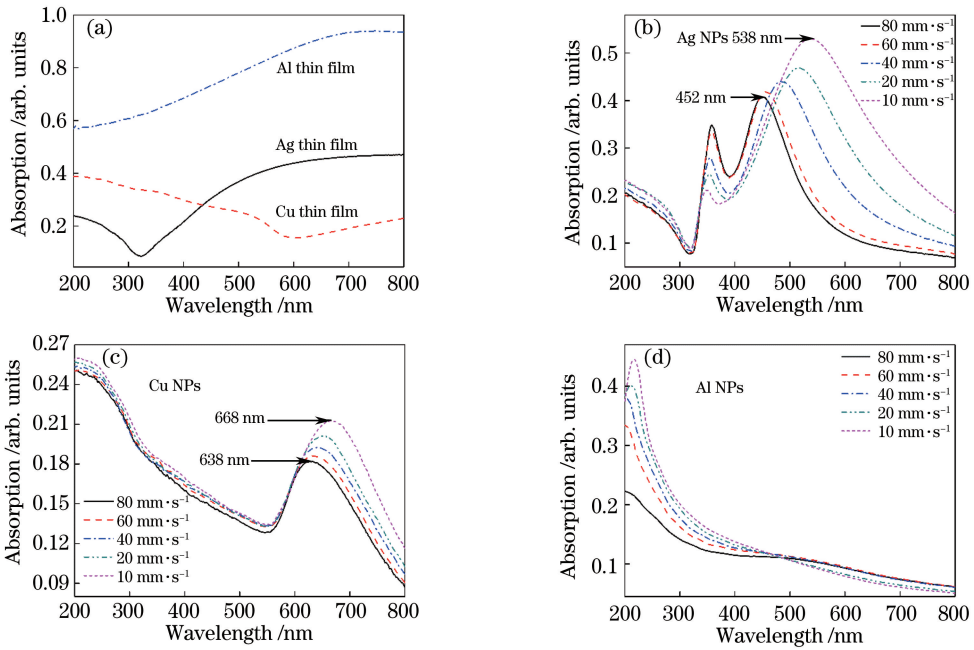 (a)
Al thin film
Ag thin film
Cu thin film
1.0
0.8
0.6
0.4
0.2
Absorption /arb. units
200 300 400 500 600 700 800
Wavelength /nm
(b)
Ag NPs 538 nm
452 nm
80 mm·s⁻¹
60 mm·s⁻¹
40 mm·s⁻¹
20 mm·s⁻¹
10 mm·s⁻¹
0.5
0.4
0.3
0.2
0.1
Absorption /arb. units
200 300 400 500 600 700 800
Wavelength /nm
(c)
Cu NPs
668 nm
638 nm
80 mm·s⁻¹
60 mm·s⁻¹
40 mm·s⁻¹
20 mm·s⁻¹
10 mm·s⁻¹
0.27
0.24
0.21
0.18
0.15
0.12
0.09
Absorption /arb. units
200 300 400 500 600 700 800
Wavelength /nm
(d)
Al NPs
80 mm·s⁻¹
60 mm·s⁻¹
40 mm·s⁻¹
20 mm·s⁻¹
10 mm·s⁻¹
0.4
0.3
0.2
0.1
Absorption /arb. units
200 300 400 500 600 700 800
Wavelength /nm